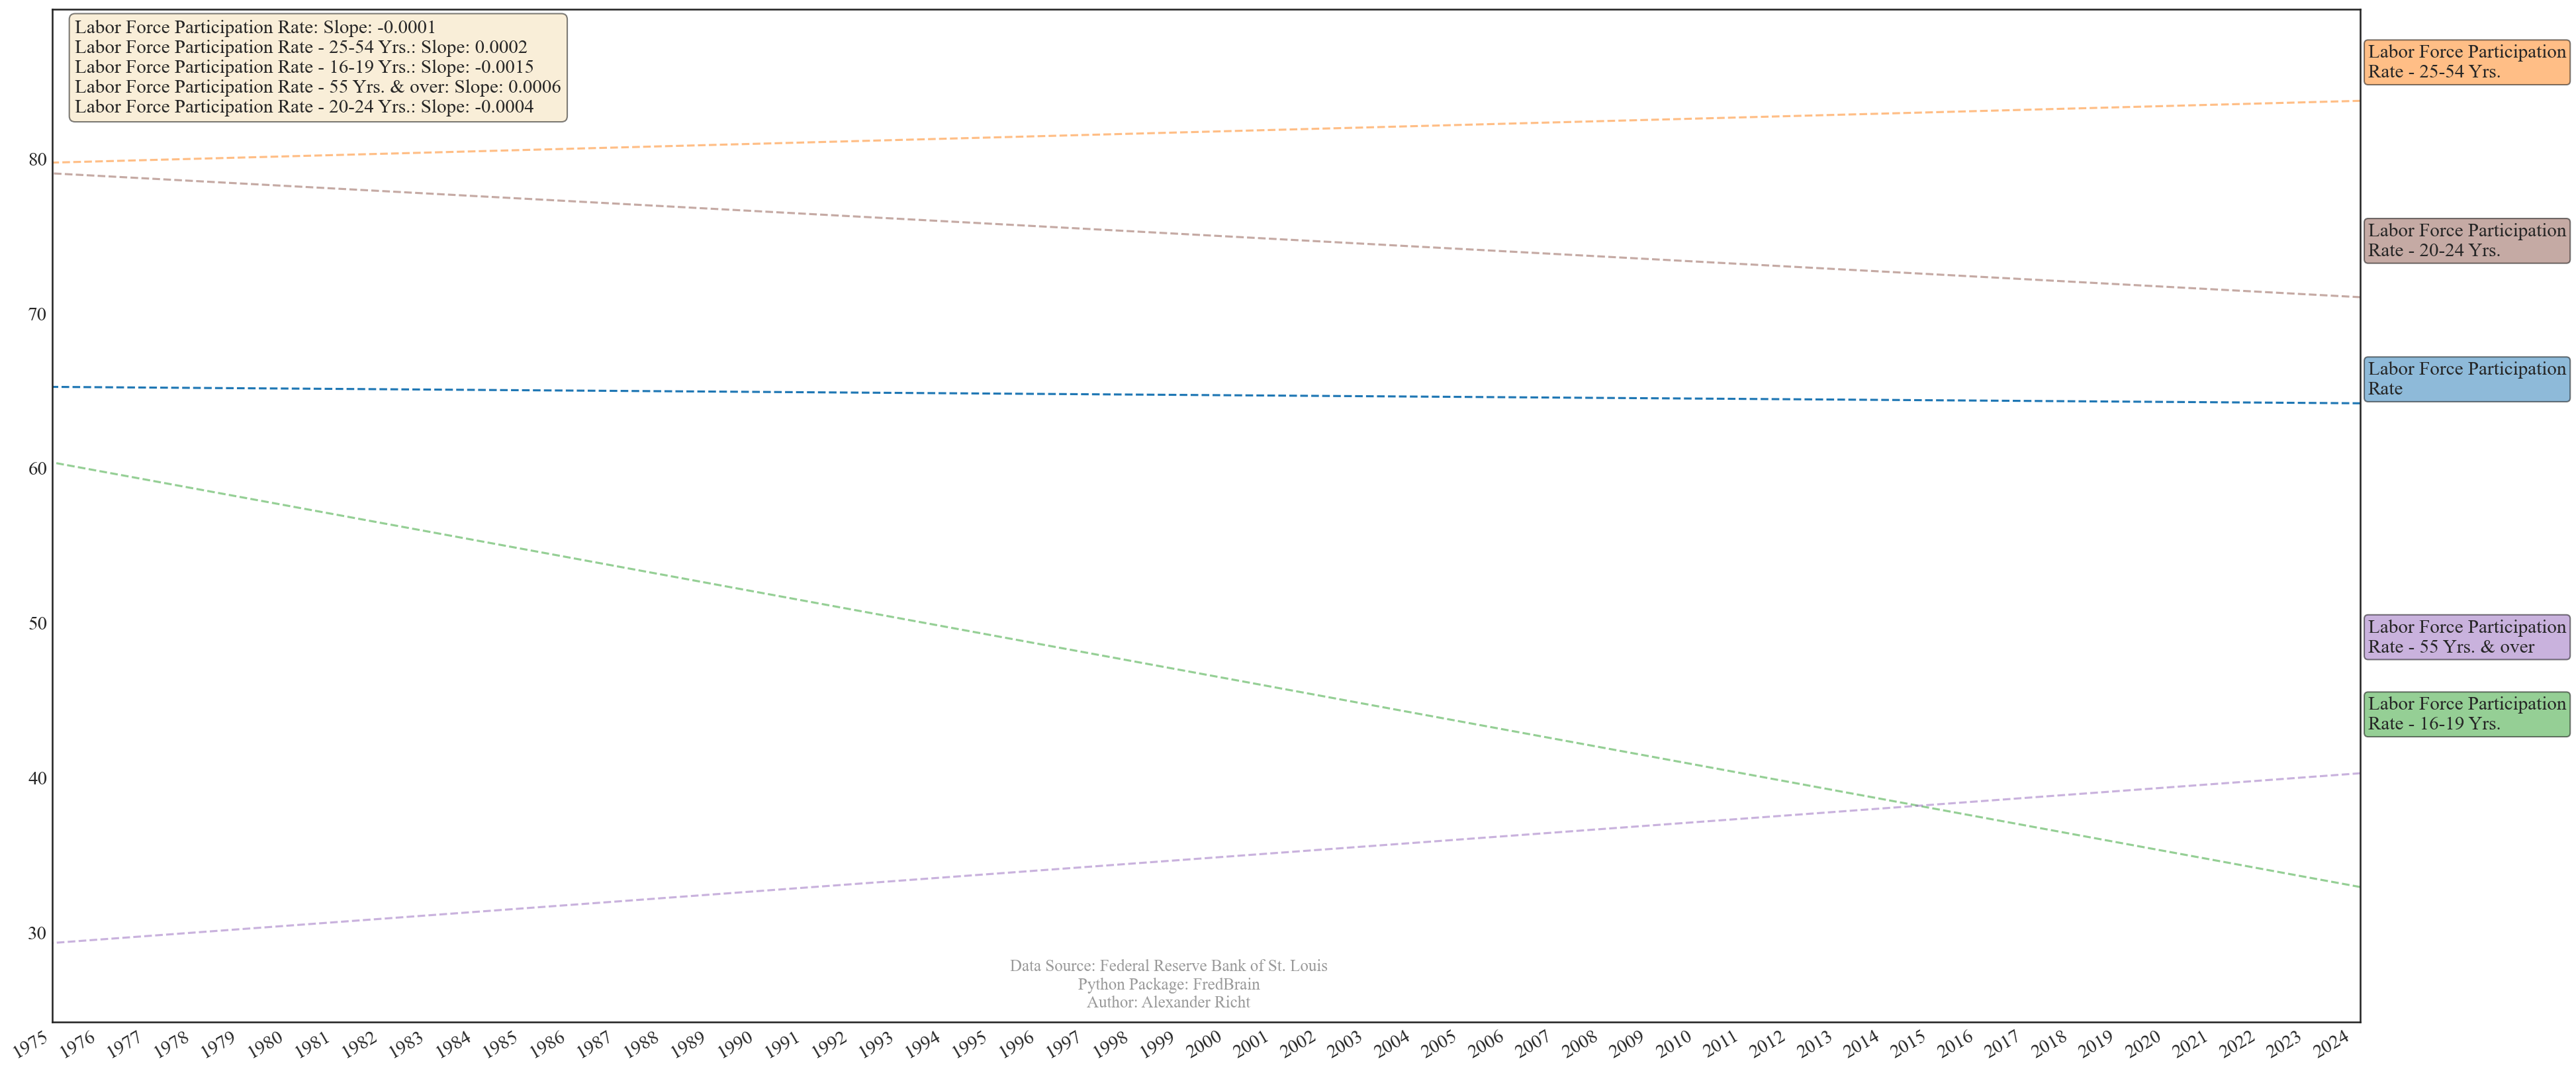 Labor Force Participation Rate: Slope: -0.0001
Labor Force Participation Rate - 25-54 Yrs.: Slope: 0.0002
Labor Force Participation Rate - 16-19 Yrs.: Slope: -0.0015
Labor Force Participation Rate - 55 Yrs. & over: Slope: 0.0006
Labor Force Participation Rate - 20-24 Yrs.: Slope: -0.0004
Labor Force Participation
Rate - 25-54 Yrs.
Labor Force Participation
Rate - 20-24 Yrs.
Labor Force Participation
Rate
Labor Force Participation
Rate - 55 Yrs. & over
Labor Force Participation
Rate - 16-19 Yrs.
80
70
60
50
40
30
Data Source: Federal Reserve Bank of St. Louis
Python Package: FredBrain
Author: Alexander Richt
1975 1976 1977 1978 1979 1980 1981 1982 1983 1984 1985 1986 1987 1988 1989 1990 1991 1992 1993 1994 1995 1996 1997 1998 1999 2000 2001 2002 2003 2004 2005 2006 2007 2008 2009 2010 2011 2012 2013 2014 2015 2016 2017 2018 2019 2020 2021 2022 2023 2024